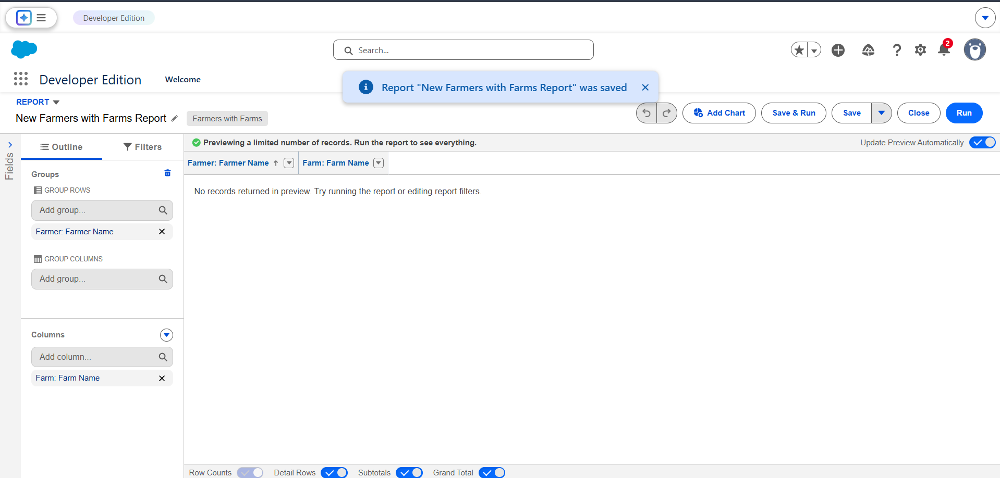 Developer Edition
Search...
2
Developer Edition
Welcome
Report "New Farmers with Farms Report" was saved
REPORT
New Farmers with Farms Report
Farmers with Farms
Add Chart
Save & Run
Save
Close
Run
Fields
Outline
Filters
Previewing a limited number of records. Run the report to see everything.
Update Preview Automatically
Groups
GROUP ROWS
Add group...
Farmer: Farmer Name
GROUP COLUMNS
Add group...
Columns
Add column...
Farm: Farm Name
Farmer: Farmer Name
Farm: Farm Name
No records returned in preview. Try running the report or editing report filters.
Row Counts
Detail Rows
Subtotals
Grand Total